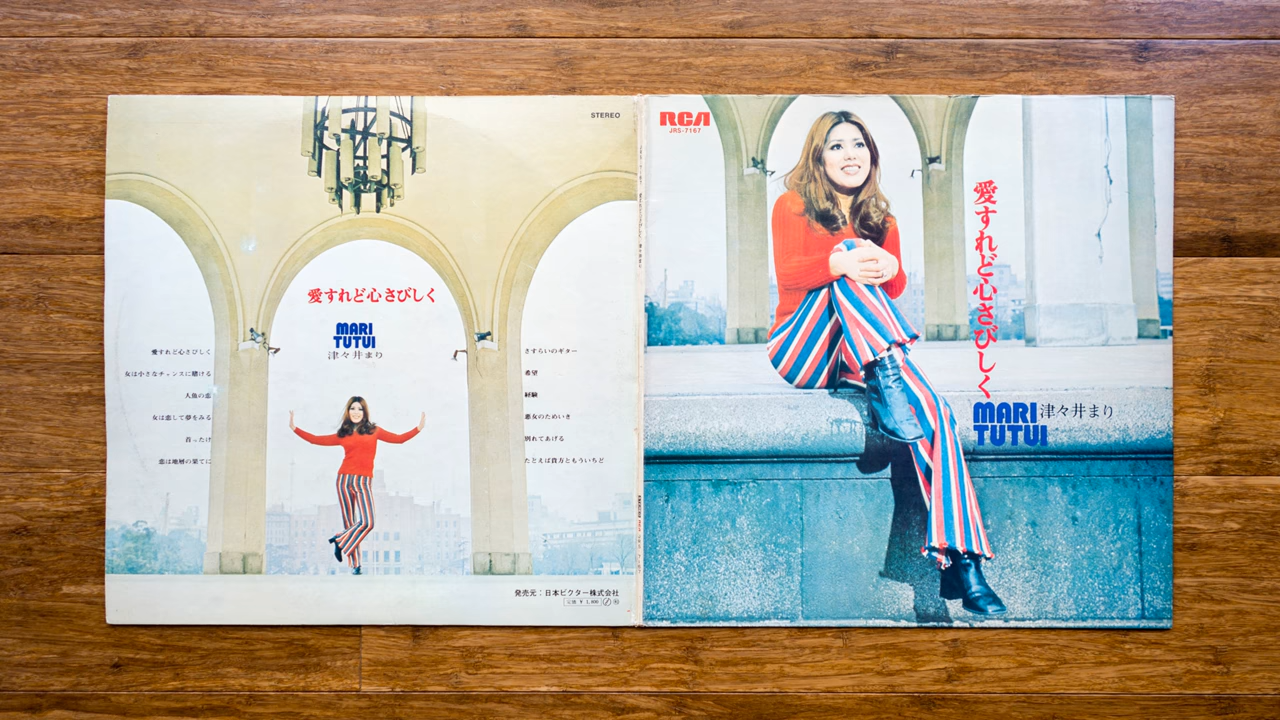 STEREO
愛すれど心さびしく
MARI
TUTUI
津々井まり
愛すれど心さびしく
女は小さなチャンスに賭ける
人魚の恋
女は恋して夢をみる
首ったけ
恋は地層の果てに
さすらいのギター
希望
経験
悪女のためいき
別れてあげる
たとえば貴方ともういちど
発売元：日本ビクター株式会社
定価 ¥ 1,800
RCA
JRS-7167
愛すれど心さびしく
MARI
TUTUI
津々井まり